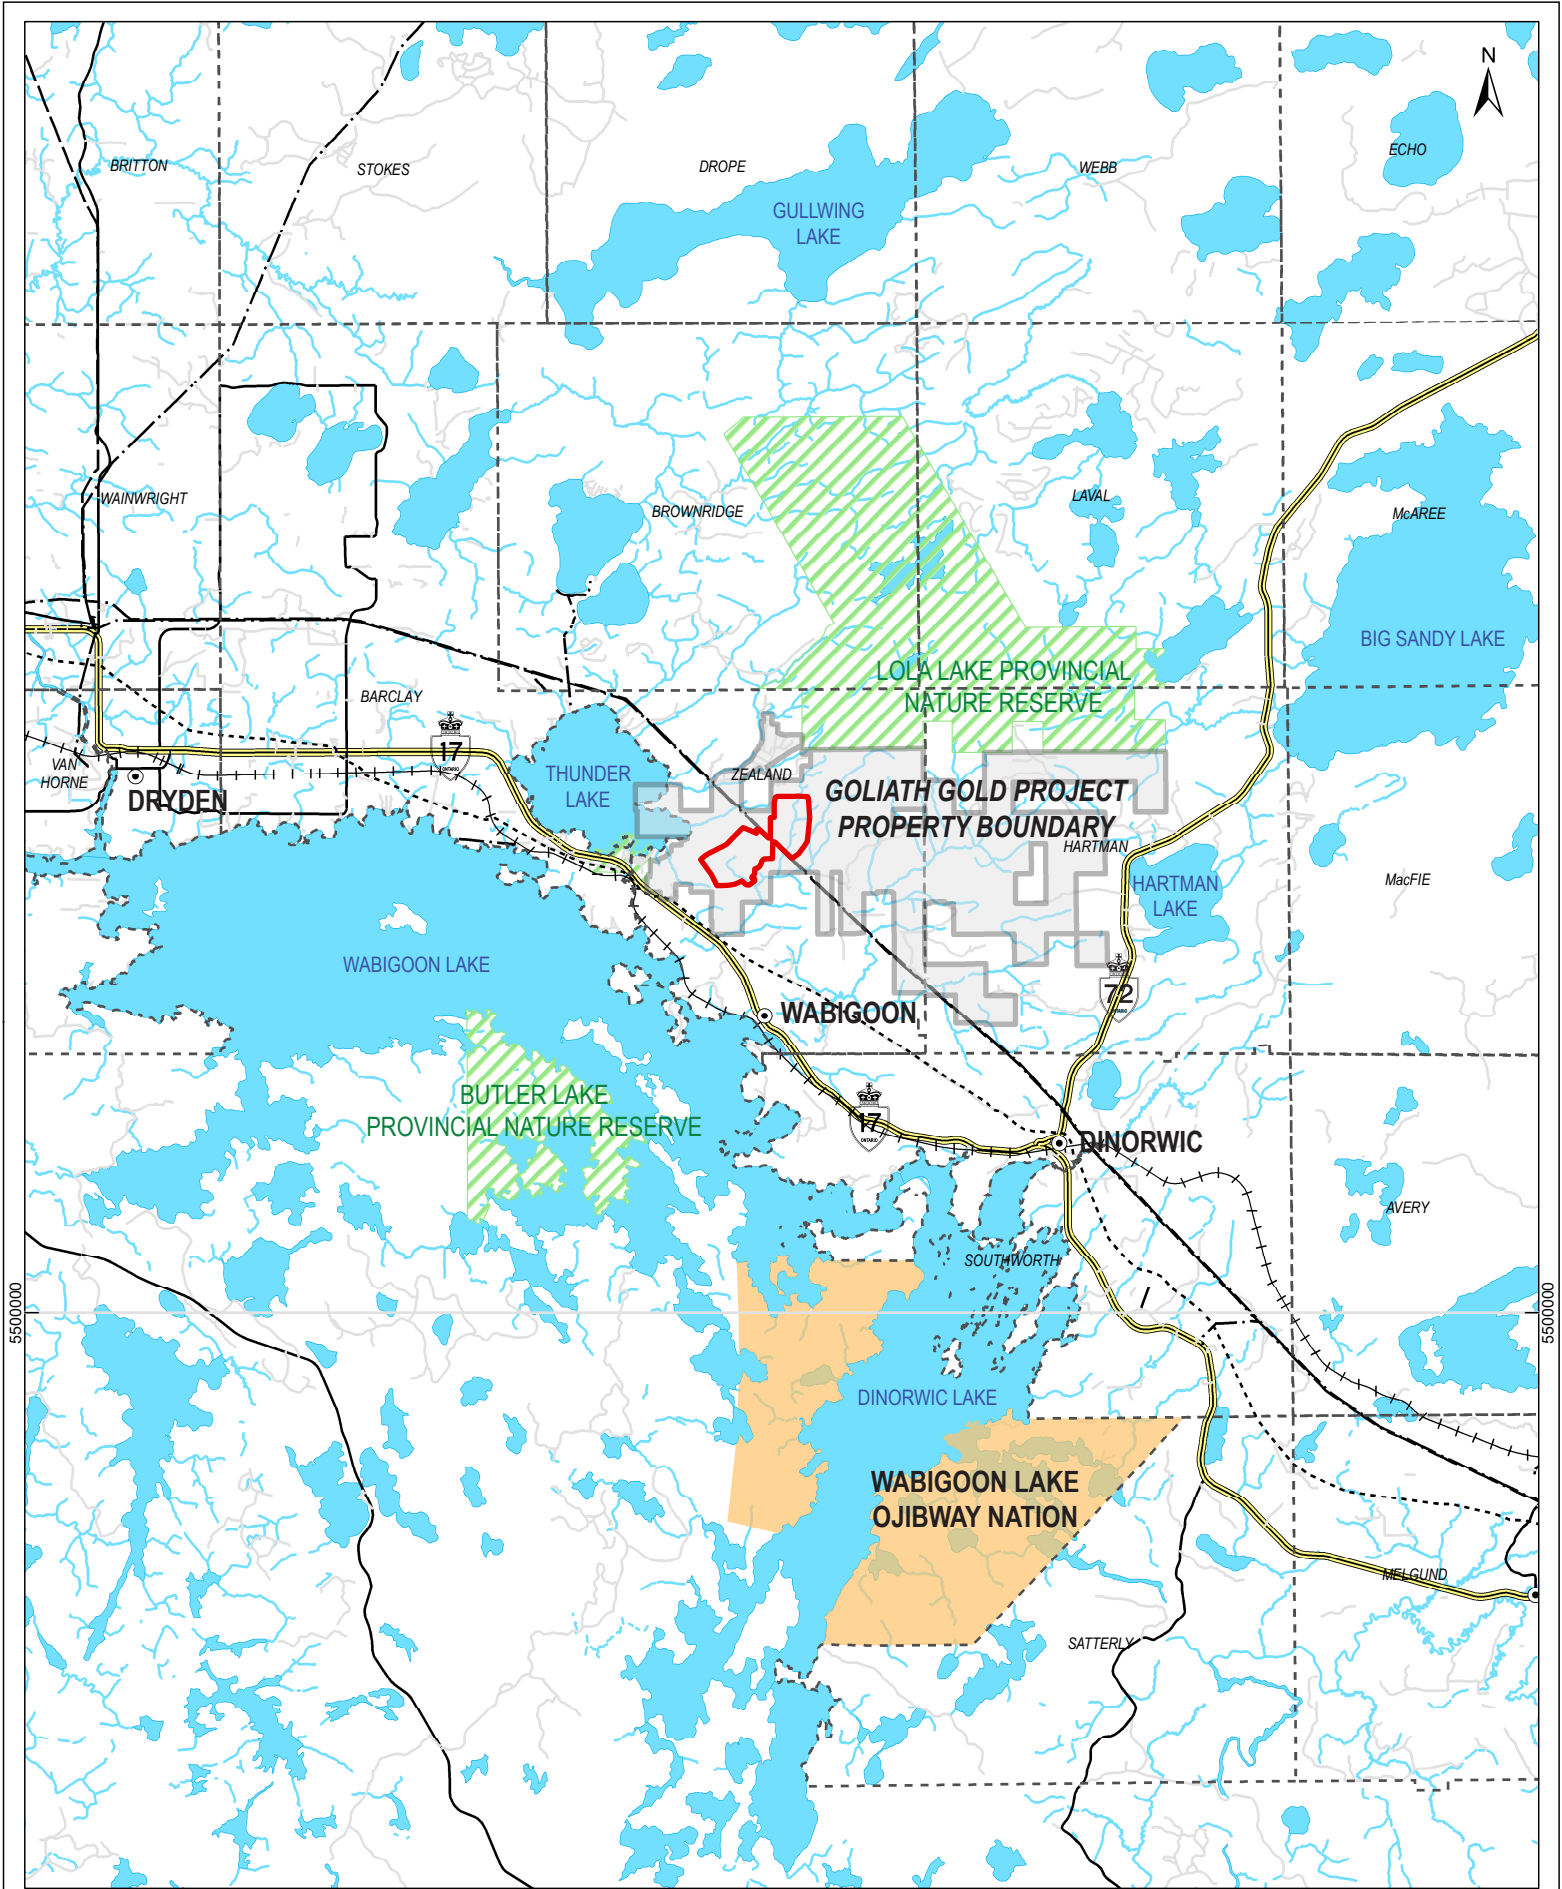 N
BRITTON
STOKES
DROPE
WEBB
ECHO
GULLWING
LAKE
WAINWRIGHT
BROWNRIDGE
LAVAL
McAREE
BIG SANDY LAKE
LOLA LAKE PROVINCIAL
NATURE RESERVE
BARCLAY
17
ONTARIO
VAN
HORNE
DRYDEN
THUNDER
LAKE
ZEALAND
GOLIATH GOLD PROJECT
PROPERTY BOUNDARY
HARTMAN
HARTMAN
LAKE
MacFIE
WABIGOON LAKE
72
ONTARIO
WABIGOON
BUTLER LAKE
PROVINCIAL NATURE RESERVE
17
ONTARIO
DINORWIC
AVERY
SOUTHWORTH
5500000
5500000
DINORWIC LAKE
WABIGOON LAKE
OJIBWAY NATION
MELGUND
SATTERLY